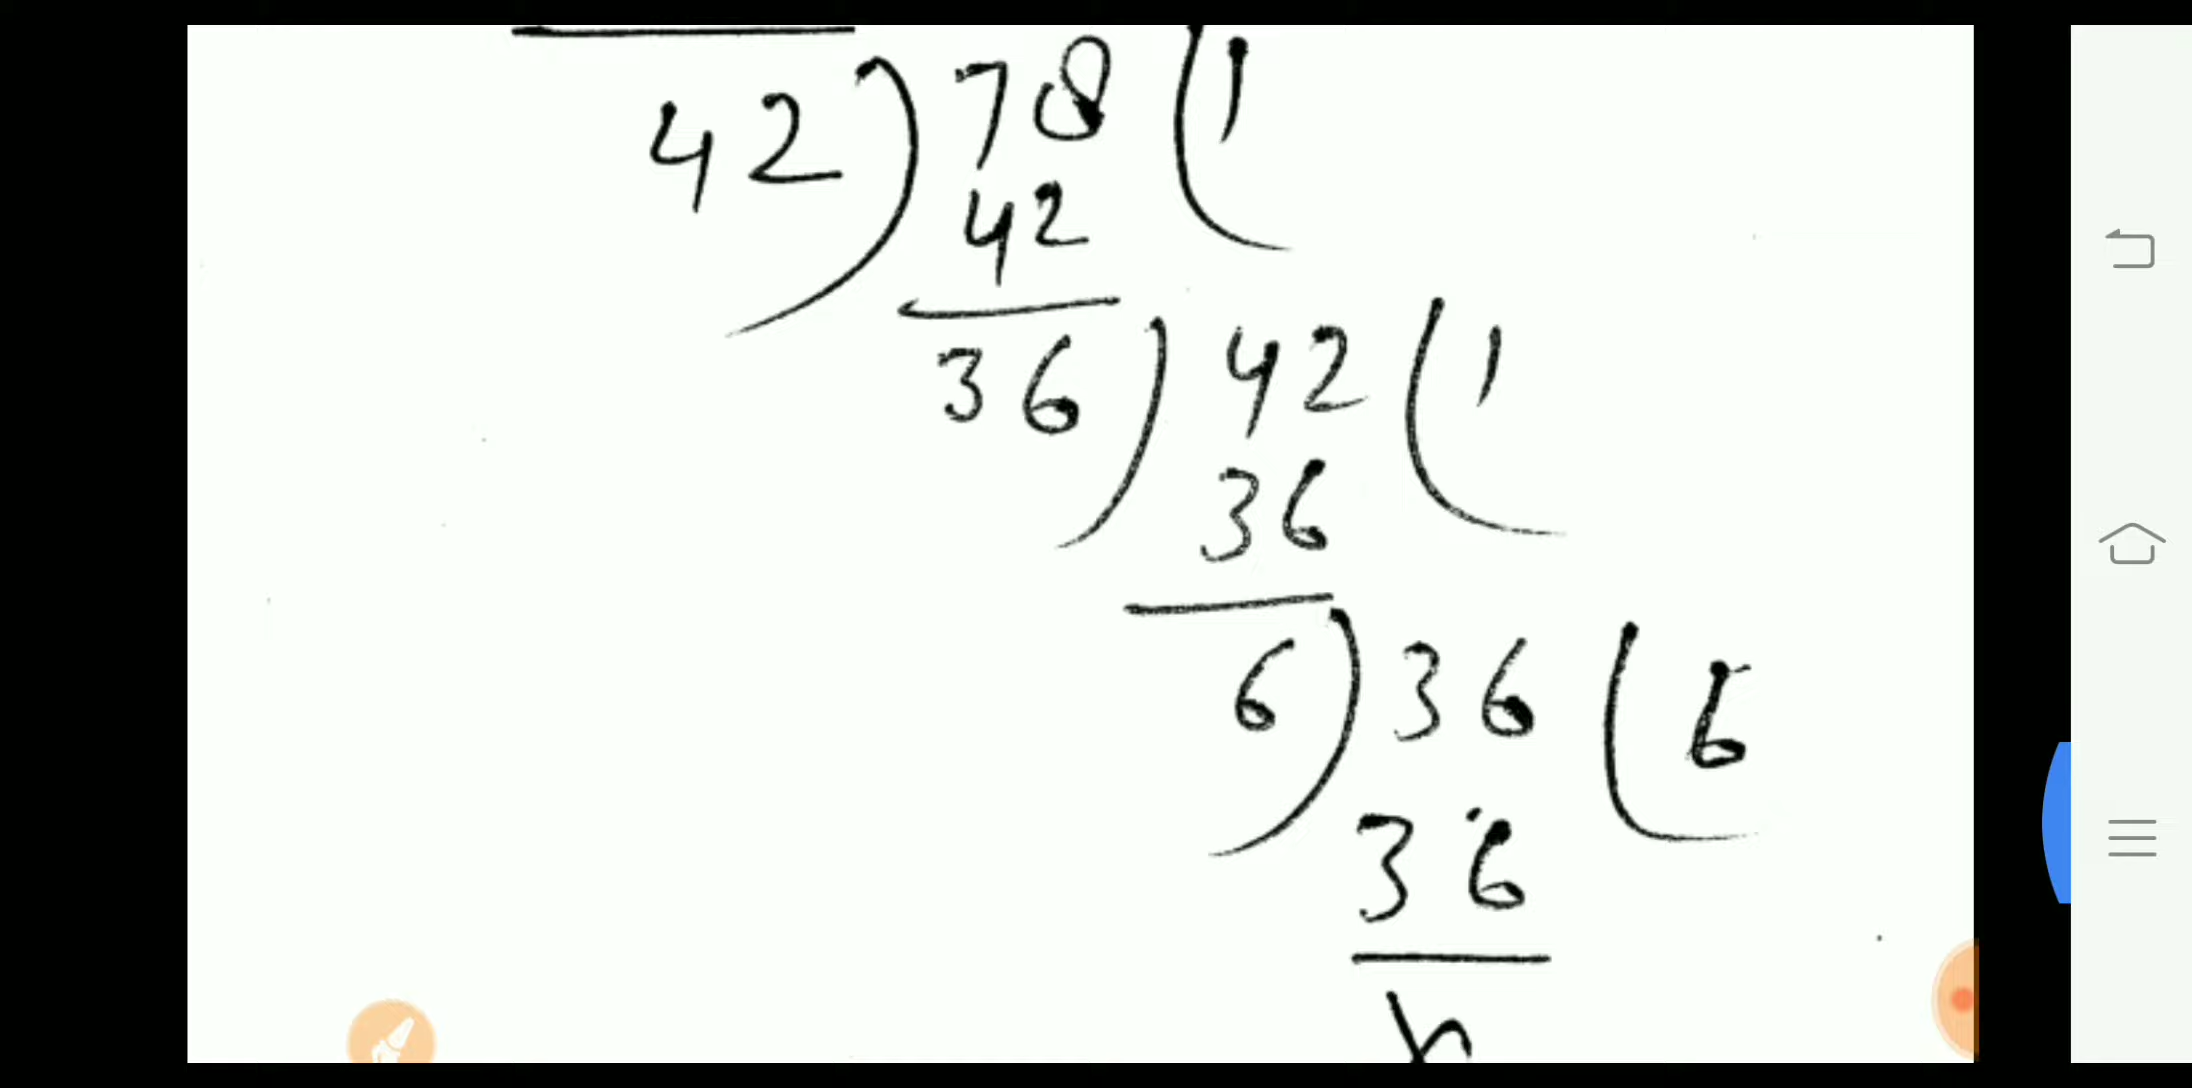 42 ) 78 ( 1
42
36 ) 42 ( 1
36
6 ) 36 ( 6
36